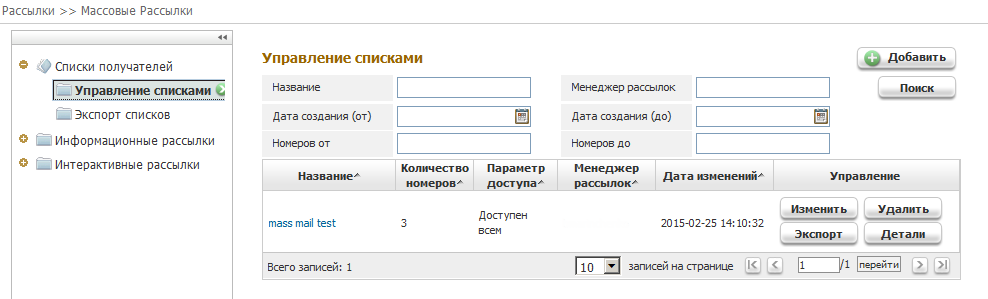 Рассылки >> Массовые Рассылки
Списки получателей
Управление списками
Экспорт списков
Информационные рассылки
Интерактивные рассылки
Управление списками
Добавить
Название
Менеджер рассылок
Поиск
Дата создания (от)
Дата создания (до)
Номеров от
Номеров до
Название
Количество номеров
Параметр доступа
Менеджер рассылок
Дата изменений
Управление
mass mail test
3
Доступен всем
2015-02-25 14:10:32
Изменить
Удалить
Экспорт
Детали
Всего записей: 1
10
записей на странице
1
/1
перейти